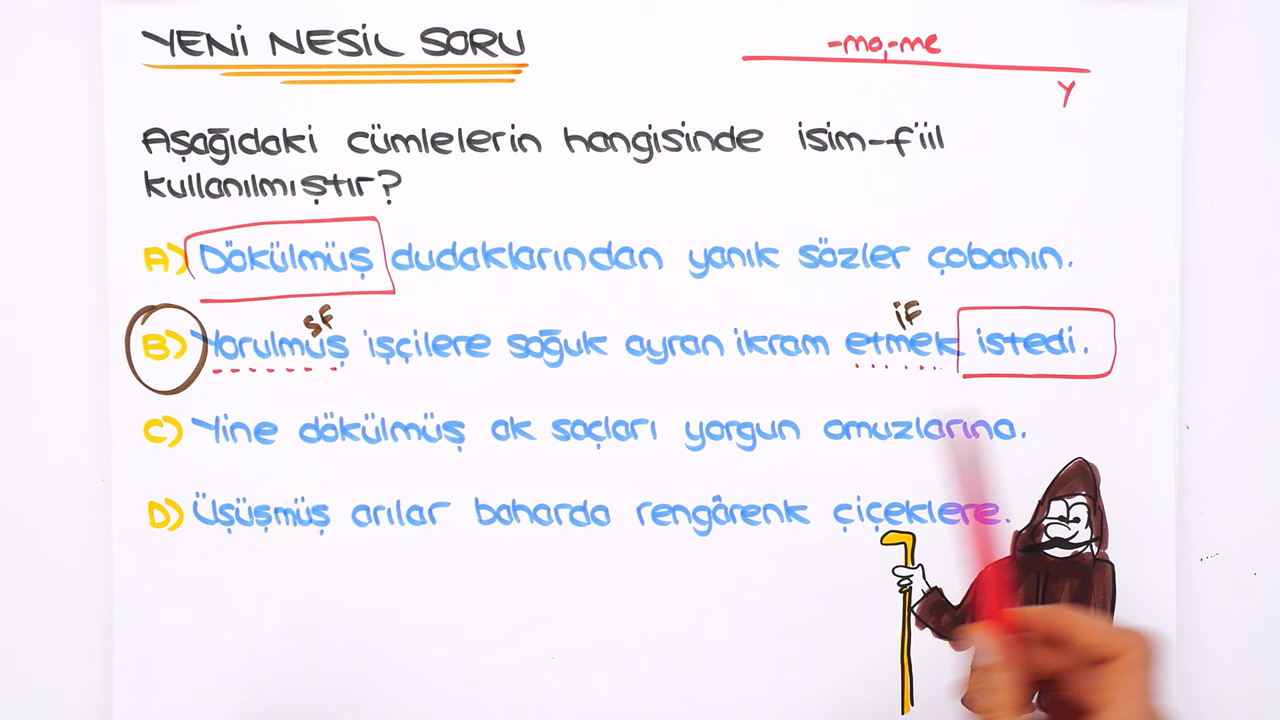 YENİ NESİL SORU
-ma,-me
Y
Aşağıdaki cümlelerin hangisinde isim-fiil
kullanılmıştır?
A) Dökülmüş dudaklarından yanık sözler çobanın.
SF İF
B) Yorulmuş işçilere soğuk ayran ikram etmek istedi.
C) Yine dökülmüş ak saçları yorgun omuzlarına.
D) Üşüşmüş arılar baharda rengârenk çiçeklere.